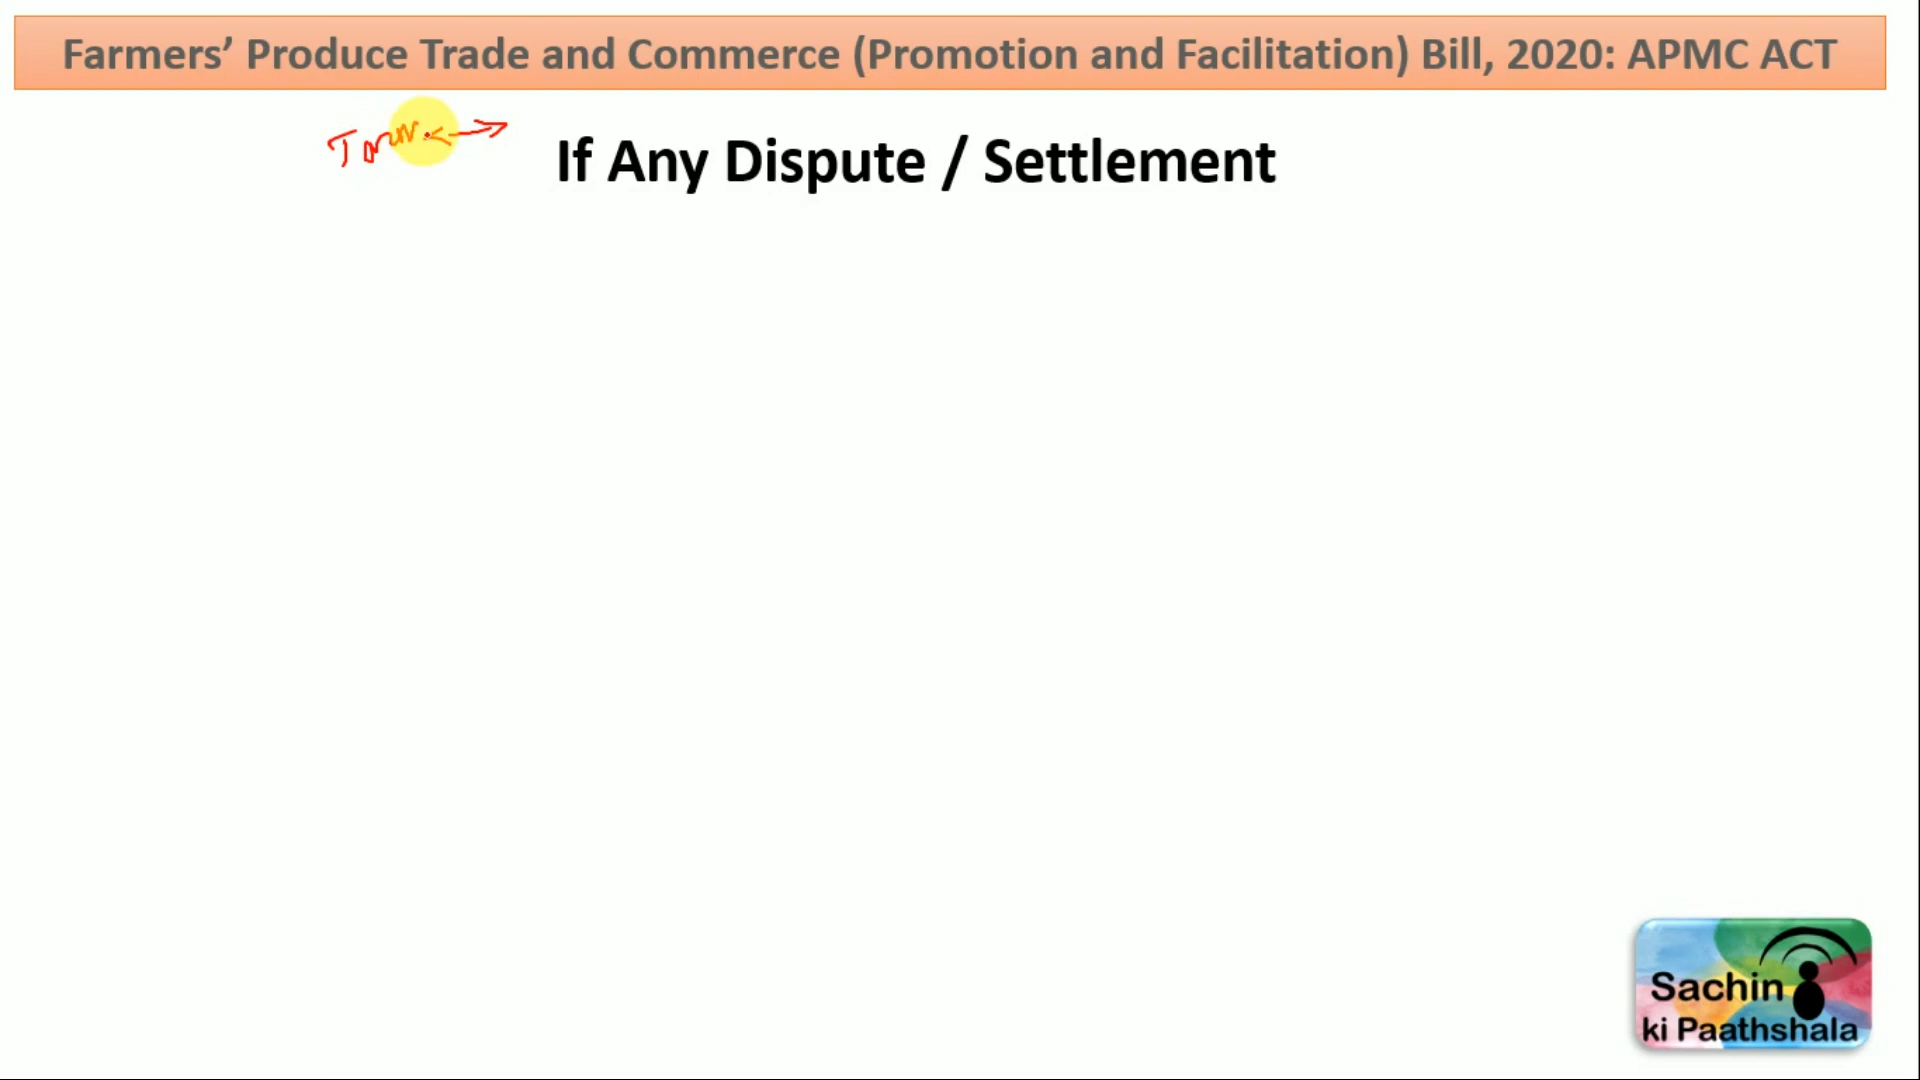 Farmers’ Produce Trade and Commerce (Promotion and Facilitation) Bill, 2020: APMC ACT
If Any Dispute / Settlement
Sachin
ki Paathshala